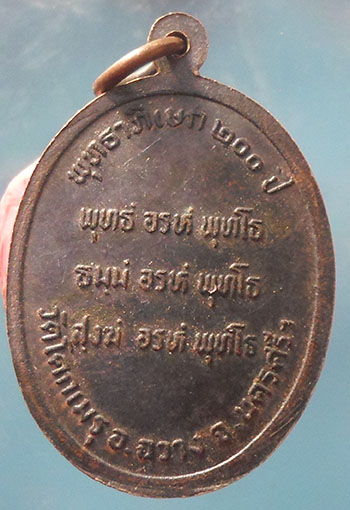 พุทธาภิเษก ๒๐๐ ปี
พุทธํ อรหํ พุทโธ
ธมฺมํ อรหํ พุทฺโธ
สงฺฆํ อรหํ พุทฺโธ
วัดโคกเมรุ อ.ฉวาง จ.นครศรีฯ